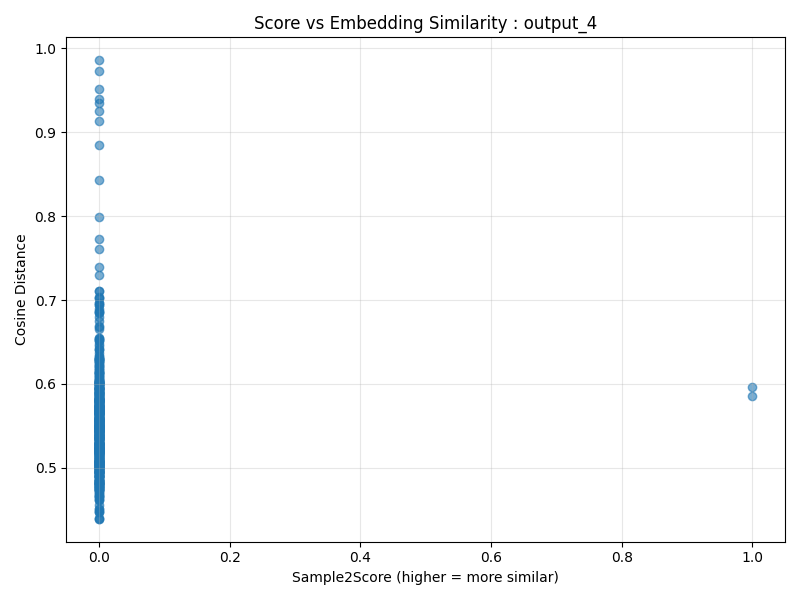 Score vs Embedding Similarity : output_4
1.0
0.9
0.8
0.7
0.6
0.5
Cosine Distance
0.0 0.2 0.4 0.6 0.8 1.0
Sample2Score (higher = more similar)